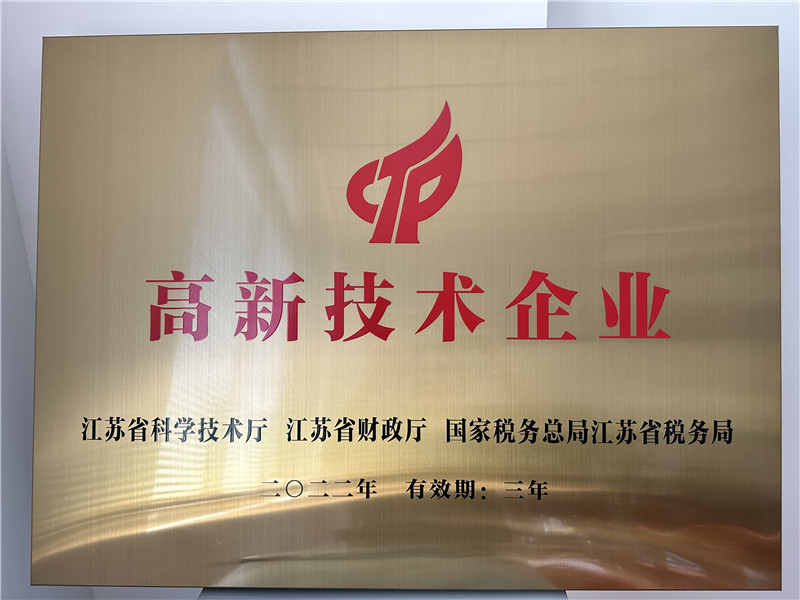 高新技术企业
江苏省科学技术厅 江苏省财政厅 国家税务总局江苏省税务局
二〇二二年 有效期：三年